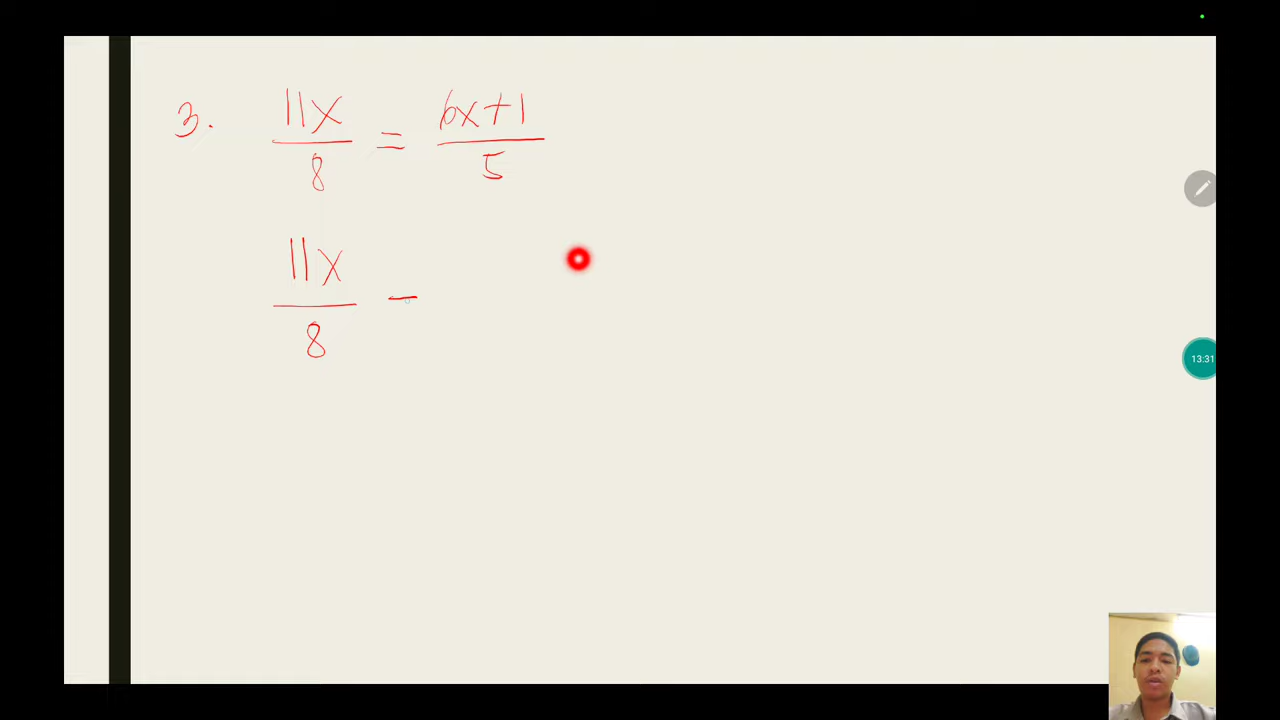 3. 11x/8 = 6x+1/5
11x/8 -
13:31